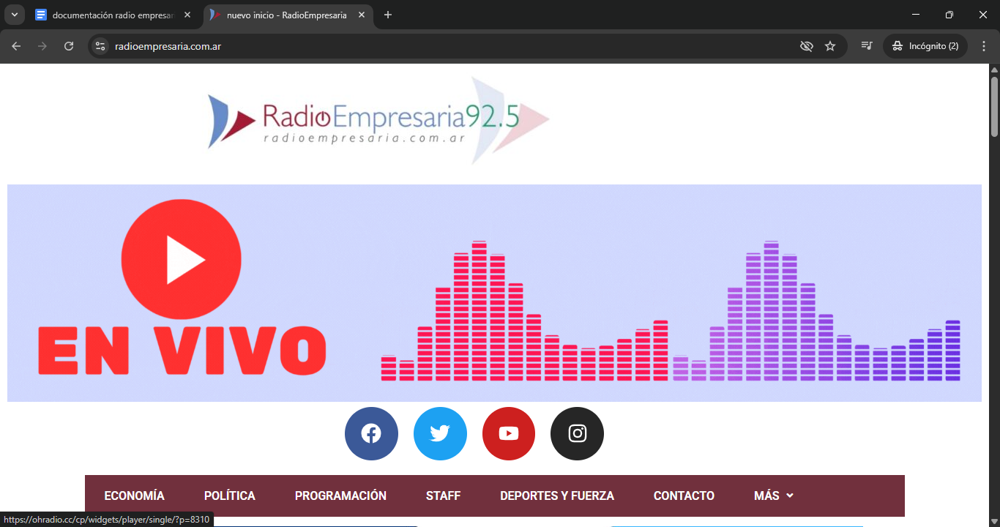 documentación radio empresari
nuevo inicio - RadioEmpresaria
radioempresaria.com.ar
Incógnito (2)
RadioEmpresaria92.5
radioempresaria.com.ar
EN VIVO
ECONOMÍA POLÍTICA PROGRAMACIÓN STAFF DEPORTES Y FUERZA CONTACTO MÁS
https://ohradio.cc/cp/widgets/player/single/?p=8310